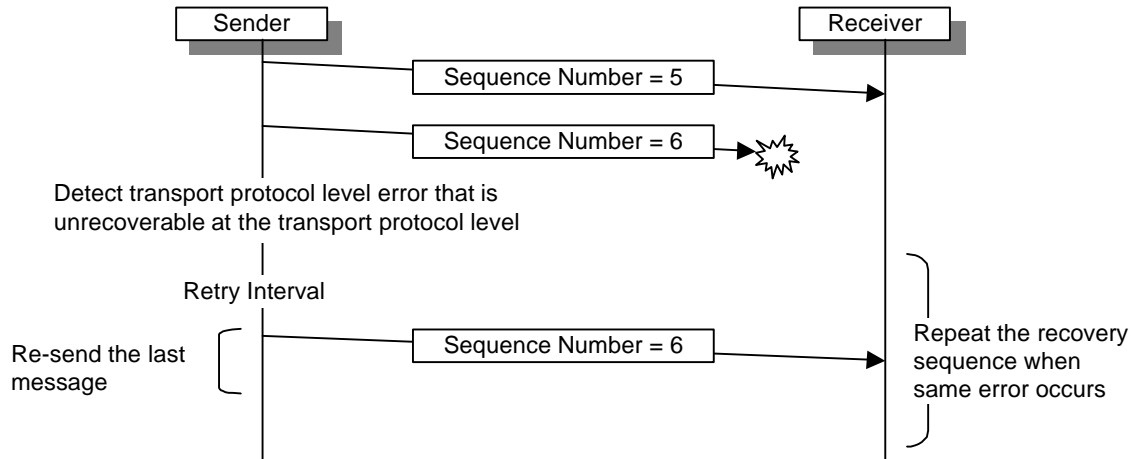 Sender
Receiver
Sequence Number = 5
Sequence Number = 6
Detect transport protocol level error that is
unrecoverable at the transport protocol level
Retry Interval
Sequence Number = 6
Re-send the last
message
Repeat the recovery
sequence when
same error occurs